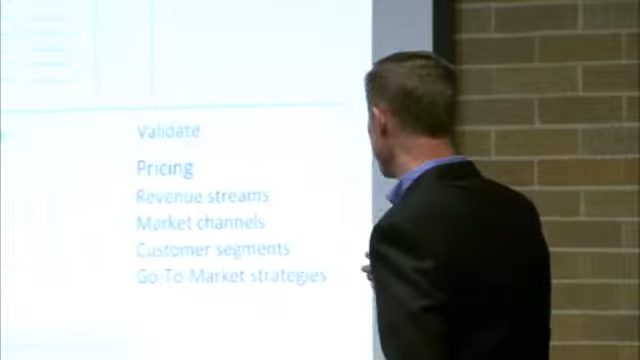 Validate
Pricing
Revenue streams
Market channels
Customer segments
Go-To-Market strategies